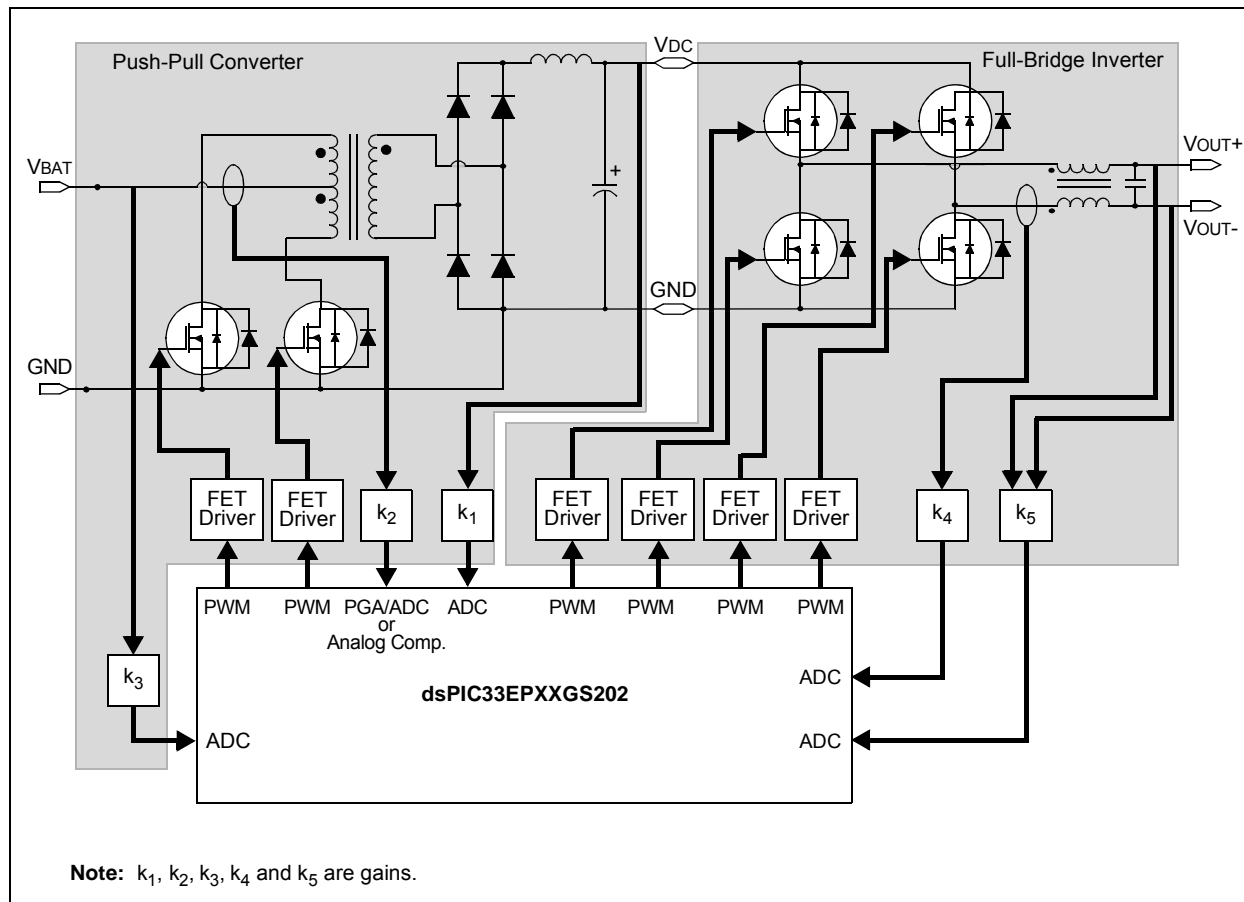 Push-Pull Converter
VDC
Full-Bridge Inverter
VBAT
VOUT+
VOUT-
+
GND
GND
FET
Driver
FET
Driver
k2
k1
FET
Driver
FET
Driver
FET
Driver
FET
Driver
k4
k5
PWM
PWM
PGA/ADC
or
Analog Comp.
ADC
PWM
PWM
PWM
PWM
k3
ADC
dsPIC33EPXXGS202
ADC
ADC
Note: k1, k2, k3, k4 and k5 are gains.